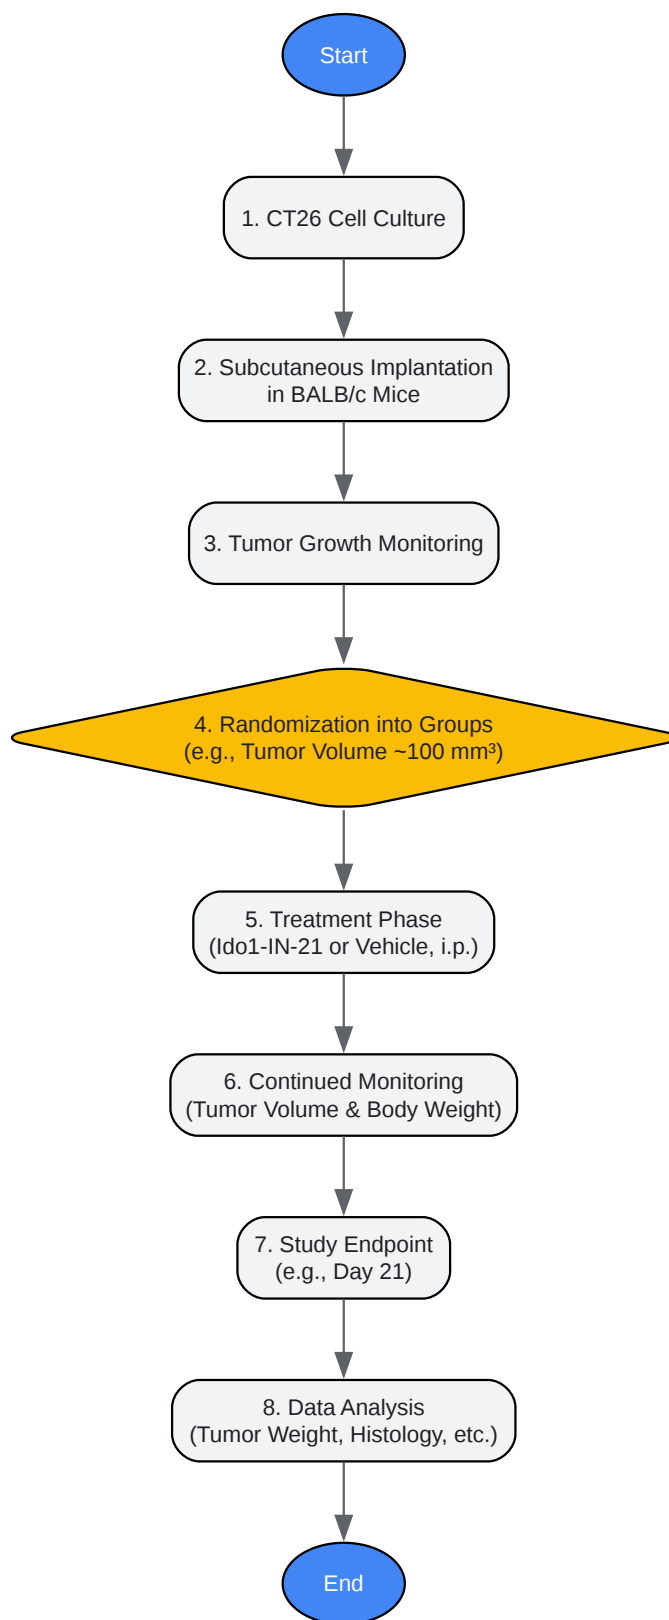 Start
1. CT26 Cell Culture
2. Subcutaneous Implantation
in BALB/c Mice
3. Tumor Growth Monitoring
4. Randomization into Groups
(e.g., Tumor Volume ~100 mm³)
5. Treatment Phase
(Ido1-IN-21 or Vehicle, i.p.)
6. Continued Monitoring
(Tumor Volume & Body Weight)
7. Study Endpoint
(e.g., Day 21)
8. Data Analysis
(Tumor Weight, Histology, etc.)
End